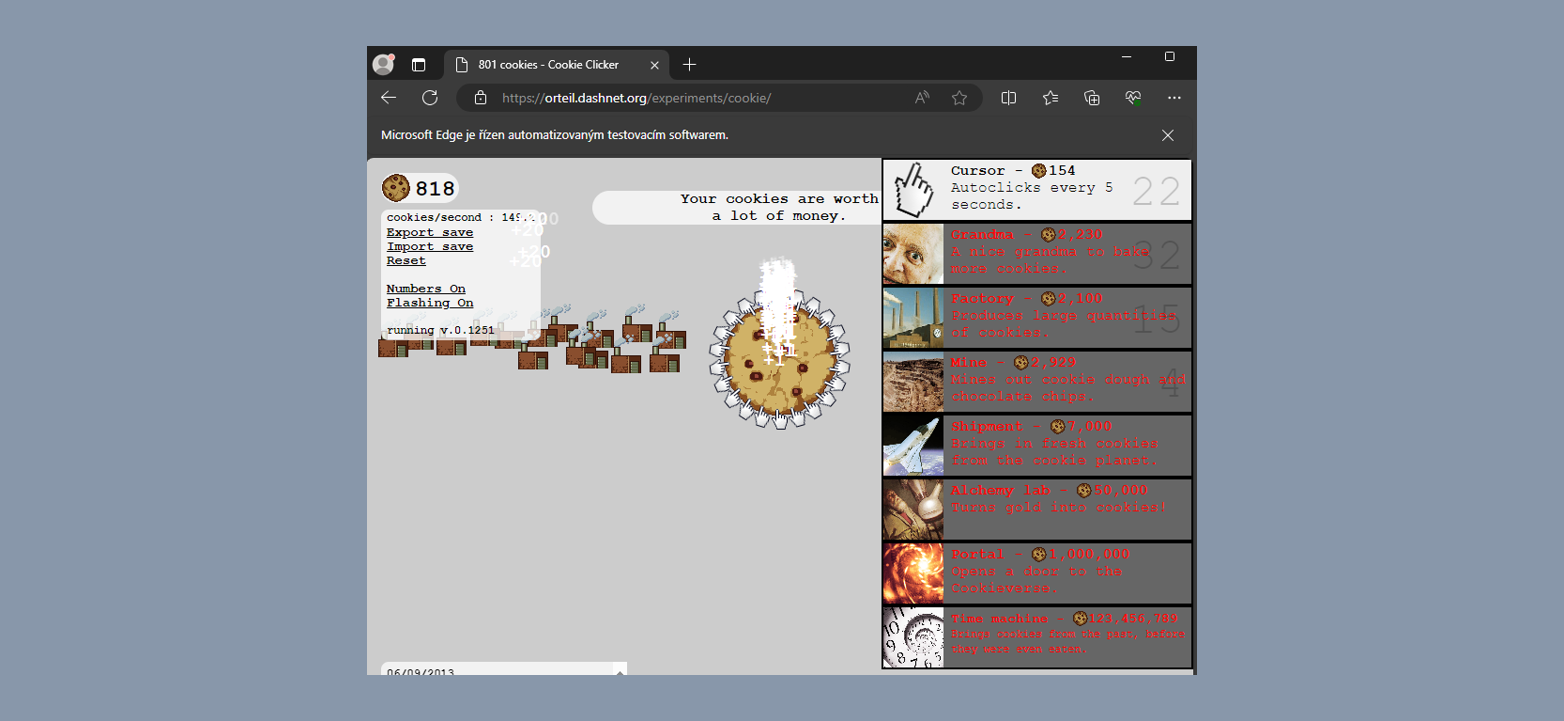 801 cookies - Cookie Clicker
https://orteil.dashnet.org/experiments/cookie/
Microsoft Edge je řízen automatizovaným testovacím softwarem.
818
cookies/second : 149.
Export save
Import save
Reset
Numbers On
Flashing On
running v.0.1251
+20
+20
+20
Your cookies are worth
a lot of money.
+1
Cursor - 154
Autoclicks every 5
seconds.
22
Grandma - 2,230
A nice grandma to bake
more cookies.
32
Factory - 2,100
Produces large quantities
of cookies.
15
Mine - 2,929
Mines out cookie dough and
chocolate chips.
4
Shipment - 7,000
Brings in fresh cookies
from the cookie planet.
Alchemy lab - 50,000
Turns gold into cookies!
Portal - 1,000,000
Opens a door to the
Cookieverse.
Time machine - 123,456,789
Brings cookies from the past, before
they were even eaten.
06/09/2013